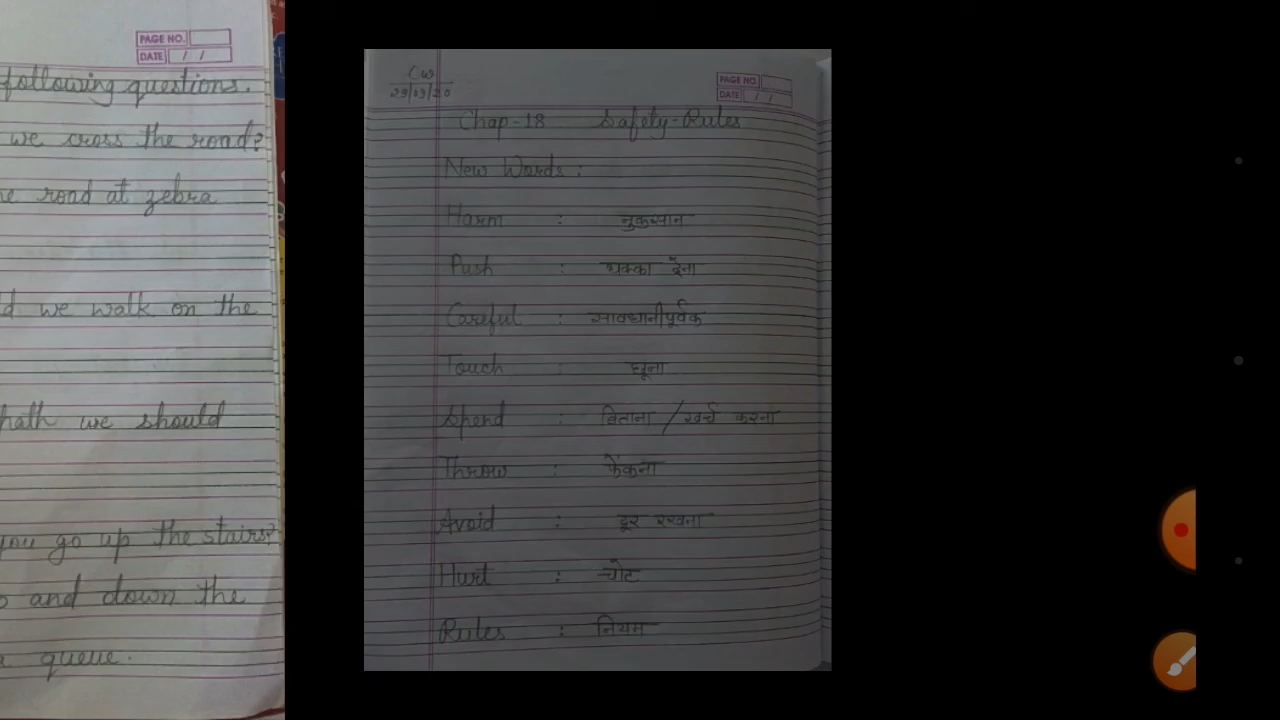 PAGE NO.
DATE / /
following questions.
we cross the road?
road at zebra
we walk on the
path we should
you go up the stairs?
and down the
queue.
CW
23/03/20
PAGE NO.
DATE / /
Chap-18 Safety-Rules
New Words :
Harm : नुकसान
Push : धक्का देना
Careful : सावधानीपूर्वक
Touch : छूना
Spend : बिताना / खर्च करना
Throw : फेंकना
Avoid : दूर रखना
Hurt : चोट
Rules : नियम